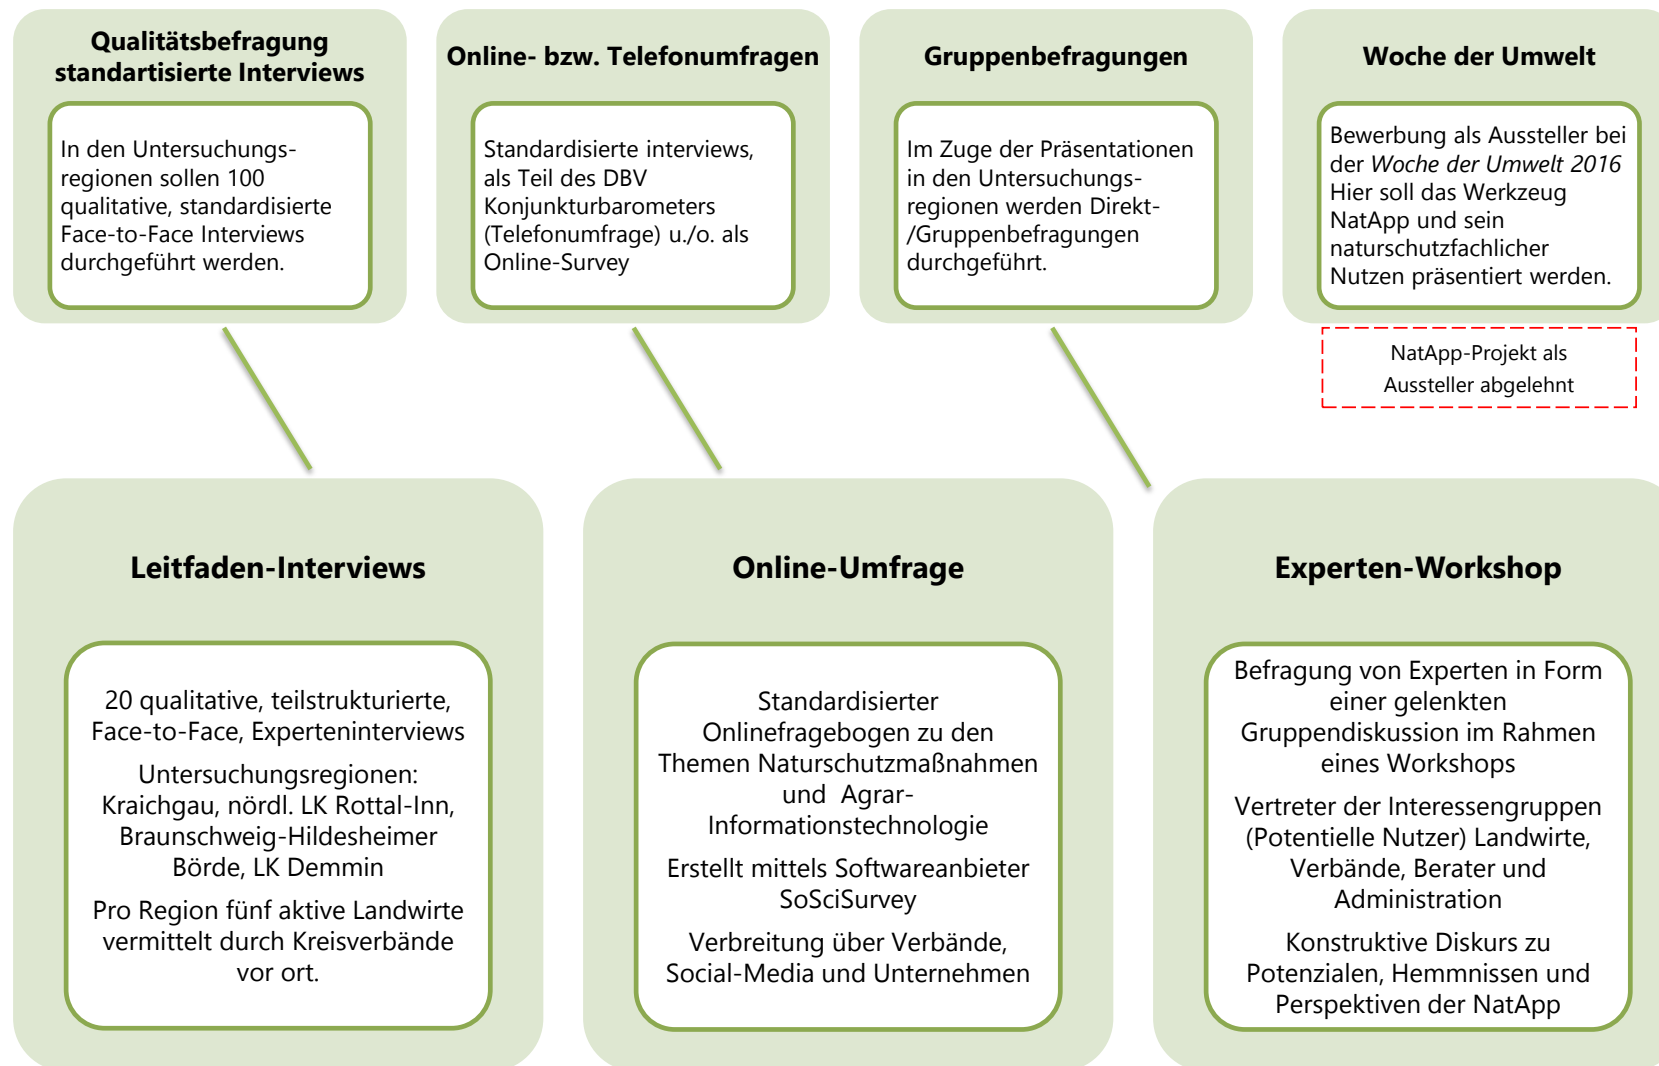 Qualitätsbefragung
standartisierte Interviews
In den Untersuchungs-
regionen sollen 100
qualitative, standardisierte
Face-to-Face Interviews
durchgeführt werden.
Online- bzw. Telefonumfragen
Standardisierte interviews,
als Teil des DBV
Konjunkturbarometers
(Telefonumfrage) u./o. als
Online-Survey
Gruppenbefragungen
Im Zuge der Präsentationen
in den Untersuchungs-
regionen werden Direkt-
/Gruppenbefragungen
durchgeführt.
Woche der Umwelt
Bewerbung als Aussteller bei
der Woche der Umwelt 2016
Hier soll das Werkzeug
NatApp und sein
naturschutzfachlicher
Nutzen präsentiert werden.
NatApp-Projekt als
Aussteller abgelehnt
Leitfaden-Interviews
20 qualitative, teilstrukturierte,
Face-to-Face, Experteninterviews
Untersuchungsregionen:
Kraichgau, nördl. LK Rottal-Inn,
Braunschweig-Hildesheimer
Börde, LK Demmin
Pro Region fünf aktive Landwirte
vermittelt durch Kreisverbände
vor ort.
Online-Umfrage
Standardisierter
Onlinefragebogen zu den
Themen Naturschutzmaßnahmen
und Agrar-
Informationstechnologie
Erstellt mittels Softwareanbieter
SoSciSurvey
Verbreitung über Verbände,
Social-Media und Unternehmen
Experten-Workshop
Befragung von Experten in Form
einer gelenkten
Gruppendiskussion im Rahmen
eines Workshops
Vertreter der Interessengruppen
(Potentielle Nutzer) Landwirte,
Verbände, Berater und
Administration
Konstruktive Diskurs zu
Potenzialen, Hemmnissen und
Perspektiven der NatApp